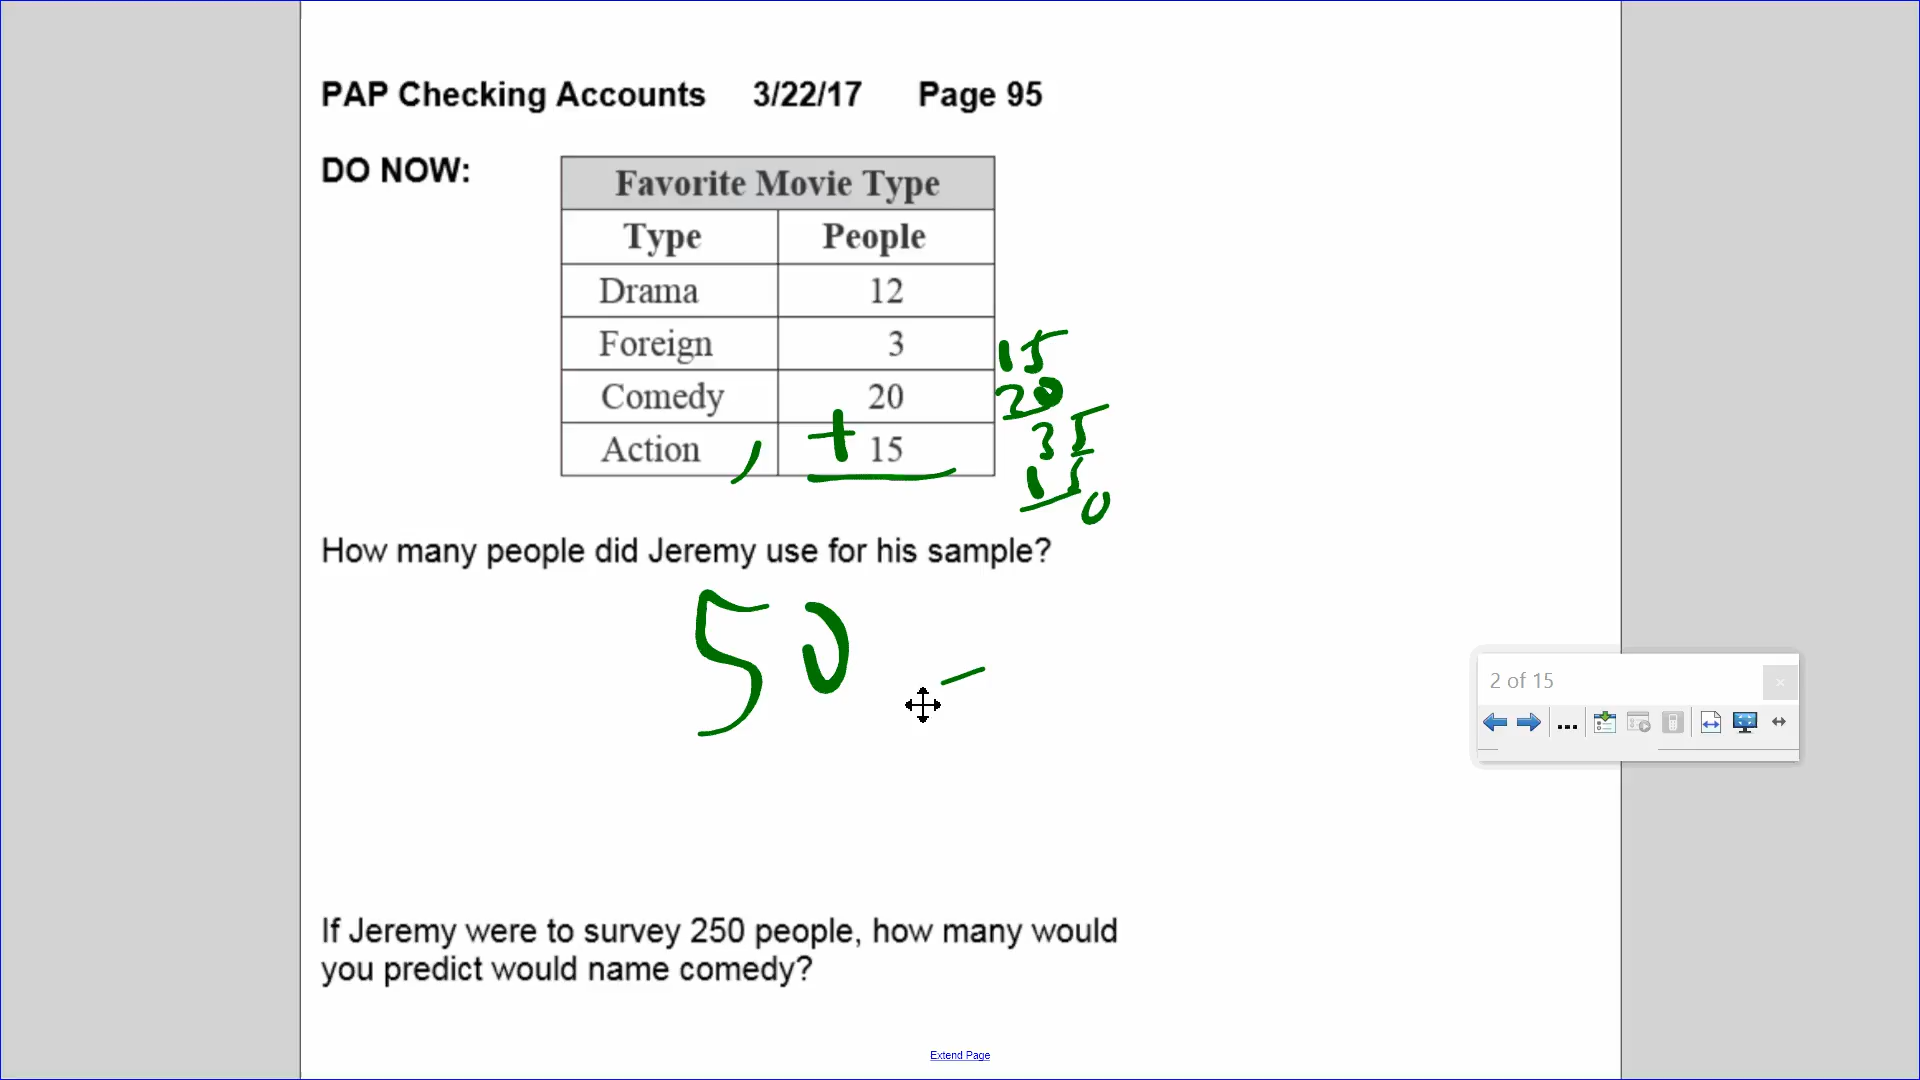 PAP Checking Accounts 3/22/17 Page 95
DO NOW:
Favorite Movie Type
Type People
Drama 12
Foreign 3
Comedy 20
Action 15
+
15
20
35
15
0
How many people did Jeremy use for his sample?
50
If Jeremy were to survey 250 people, how many would
you predict would name comedy?
Extend Page
2 of 15